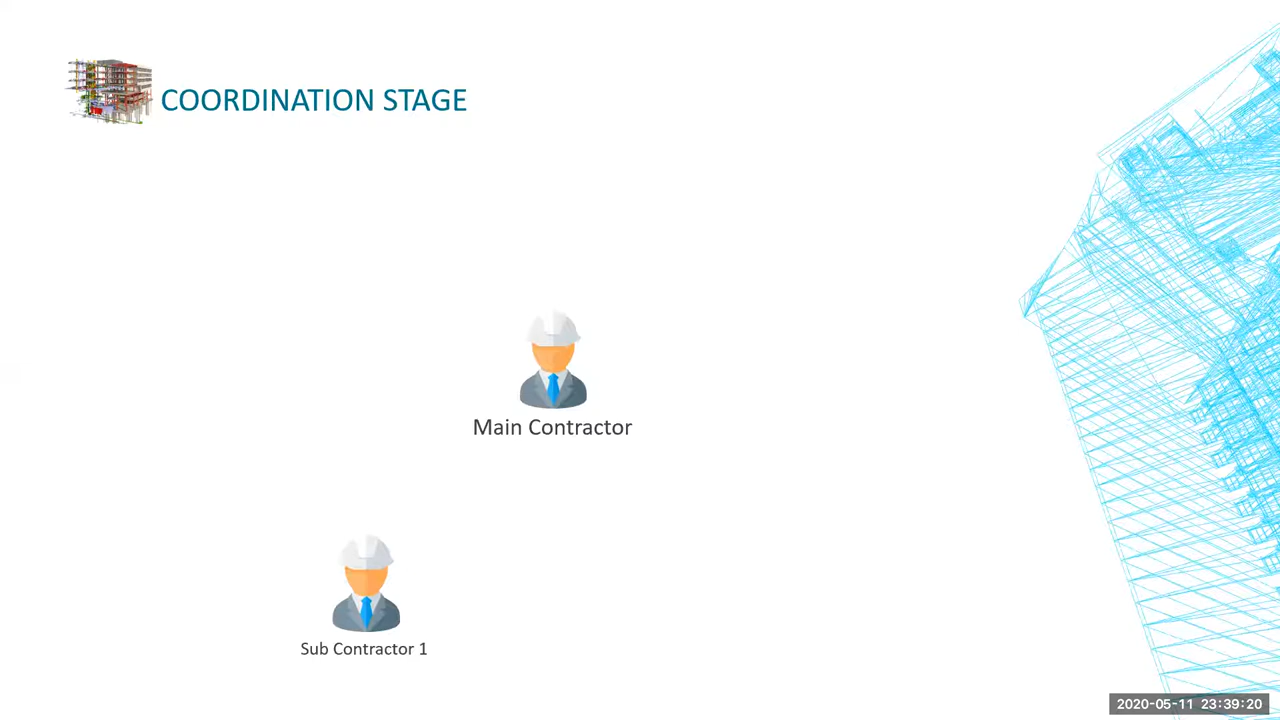 COORDINATION STAGE
Main Contractor
Sub Contractor 1
2020-05-11 23:39:20